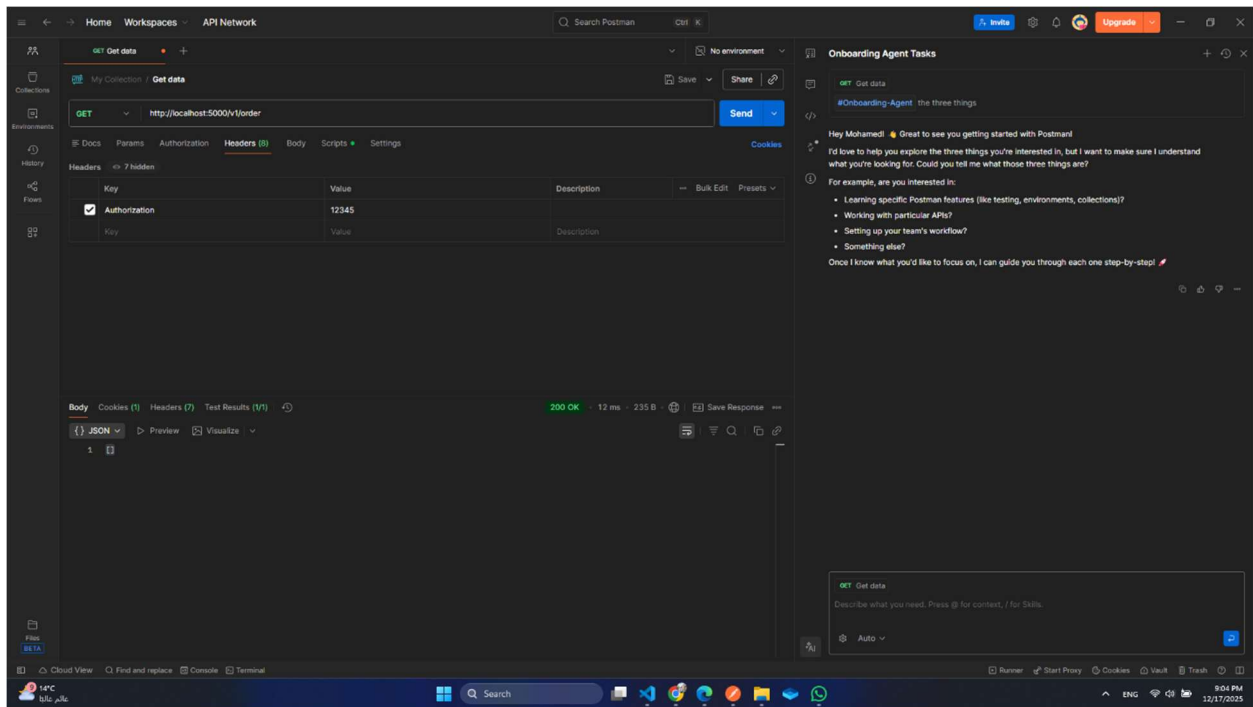 Home Workspaces API Network
Search Postman Ctrl K
Invite
Upgrade
GET Get data
No environment
Onboarding Agent Tasks
My Collection / Get data
Save
Share
Collections
Environments
History
Flows
GET http://localhost:5000/v1/order
Send
Docs Params Authorization Headers (8) Body Scripts Settings
Cookies
Headers 7 hidden
Key Value Description Bulk Edit Presets
Authorization 12345
Key Value Description
GET Get data
#Onboarding-Agent the three things
Hey Mohamed! 👋 Great to see you getting started with Postman!
I'd love to help you explore the three things you're interested in, but I want to make sure I understand
what you're looking for. Could you tell me what those three things are?
For example, are you interested in:
• Learning specific Postman features (like testing, environments, collections)?
• Working with particular APIs?
• Setting up your team's workflow?
• Something else?
Once I know what you'd like to focus on, I can guide you through each one step-by-step! 🚀
Body Cookies (1) Headers (7) Test Results (1/1)
200 OK · 12 ms · 235 B
Save Response
{} JSON Preview Visualize
1 []
GET Get data
Describe what you need. Press @ for context, / for Skills.
Auto
Files
BETA
Cloud View Find and replace Console Terminal
Runner Start Proxy Cookies Vault Trash
14°C
غائم غالبا
Search
ENG
9:04 PM
12/17/2025